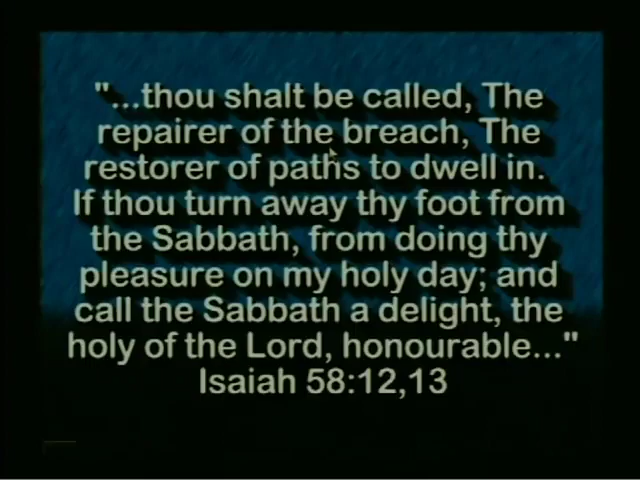 "...thou shalt be called, The
repairer of the breach, The
restorer of paths to dwell in.
If thou turn away thy foot from
the Sabbath, from doing thy
pleasure on my holy day; and
call the Sabbath a delight, the
holy of the Lord, honourable..."
Isaiah 58:12,13